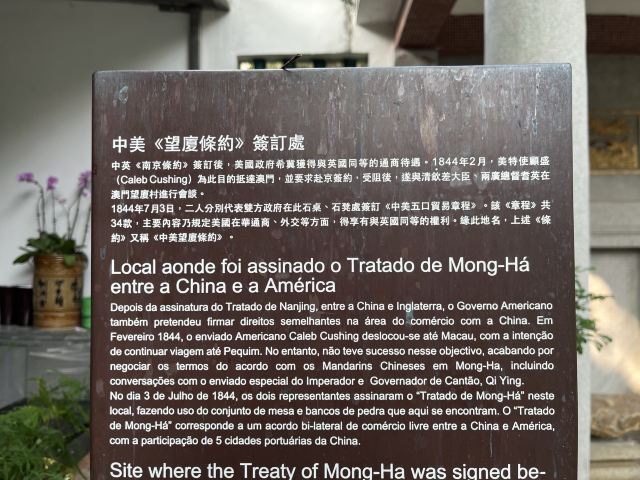 中美《望廈條約》簽訂處
中英《南京條約》簽訂後，美國政府希冀獲得與英國同等的通商待遇。1844年2月，美特使顧盛
（Caleb Cushing）為此目的抵達澳門，並要求赴京簽約，受阻後，遂與清欽差大臣、兩廣總督耆英在
澳門望廈村進行會談。
1844年7月3日，二人分別代表雙方政府在此石桌、石凳處簽訂《中美五口貿易章程》。該《章程》共
34款，主要內容乃規定美國在華通商、外交等方面，得享有與英國同等的權利。緣此地名，上述《條
約》又稱《中美望廈條約》。
Local aonde foi assinado o Tratado de Mong-Há
entre a China e a América
Depois da assinatura do Tratado de Nanjing, entre a China e Inglaterra, o Governo Americano
também pretendeu firmar direitos semelhantes na área do comércio com a China. Em
Fevereiro 1844, o enviado Americano Caleb Cushing deslocou-se até Macau, com a intenção
de continuar viagem até Pequim. No entanto, não teve sucesso nesse objectivo, acabando por
negociar os termos do acordo com os Mandarins Chineses em Mong-Ha, incluindo
conversações com o enviado especial do Imperador e Governador de Cantão, Qi Ying.
No dia 3 de Julho de 1844, os dois representantes assinaram o “Tratado de Mong-Há” neste
local, fazendo uso do conjunto de mesa e bancos de pedra que aqui se encontram. O “Tratado
de Mong-Há” corresponde a um acordo bi-lateral de comércio livre entre a China e América,
com a participação de 5 cidades portuárias da China.
Site where the Treaty of Mong-Ha was signed be-